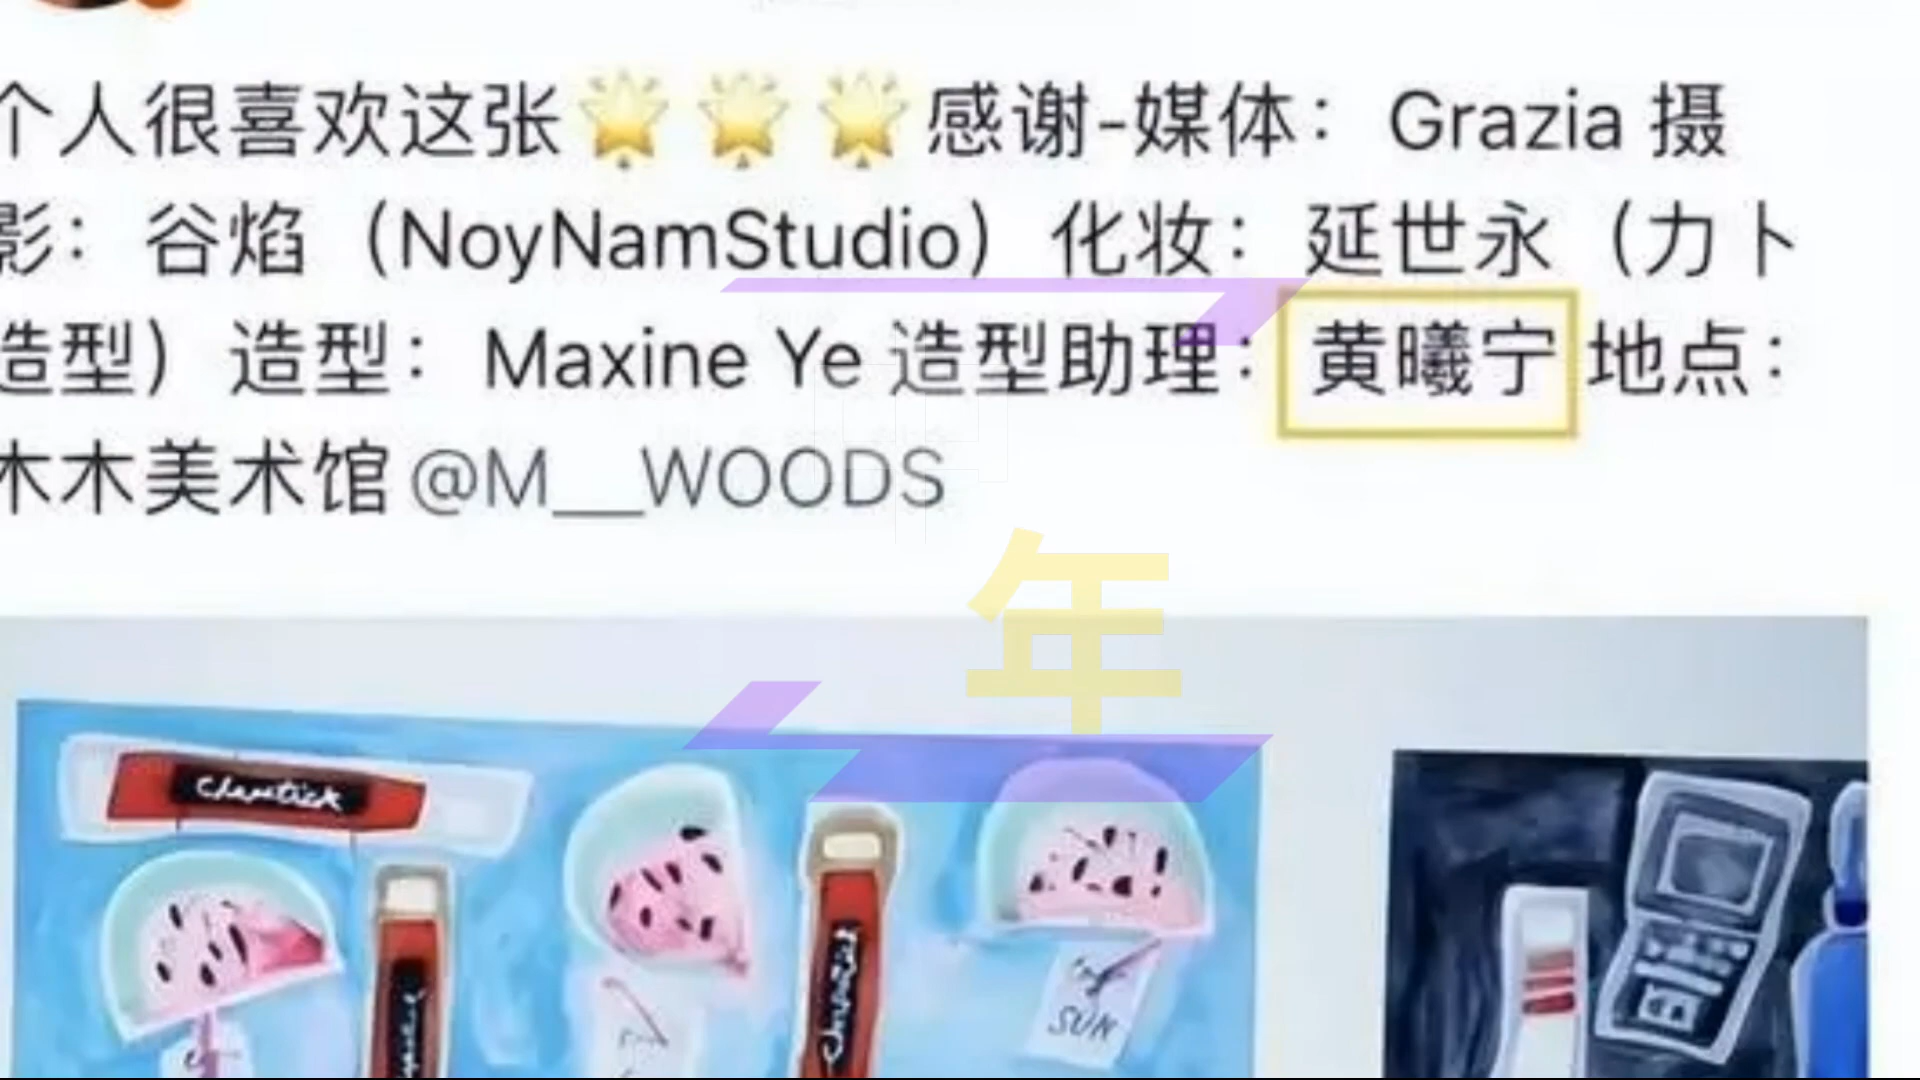 个人很喜欢这张🌟🌟🌟感谢-媒体：Grazia 摄
影：谷焰（NoyNamStudio）化妆：延世永（力卜
造型）造型：Maxine Ye 造型助理：黄曦宁 地点：
木木美术馆 @M__WOODS
年
Chapstick
SUN